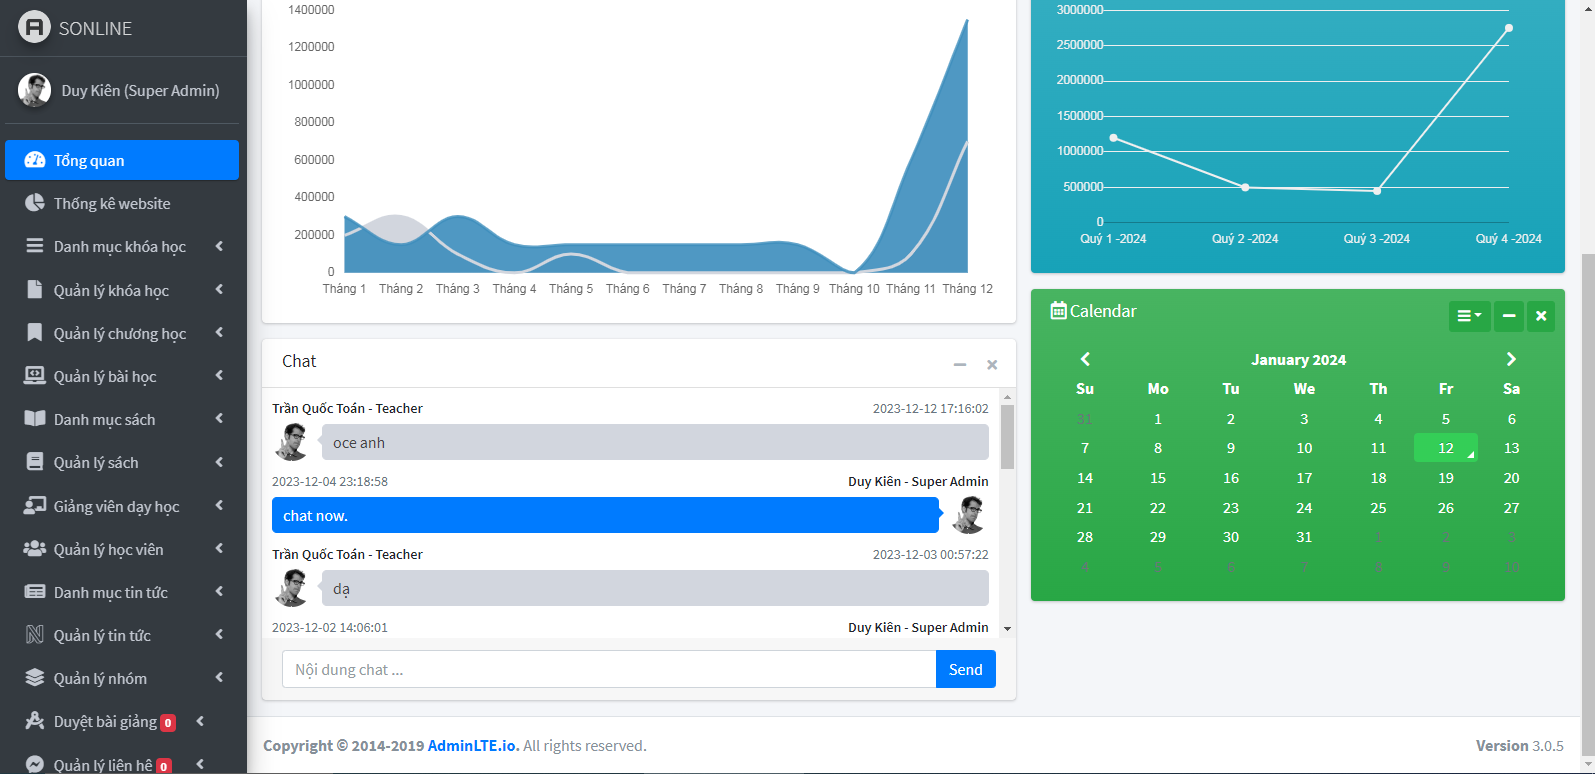 SONLINE
Duy Kiên (Super Admin)
Tổng quan
Thống kê website
Danh mục khóa học
Quản lý khóa học
Quản lý chương học
Quản lý bài học
Danh mục sách
Quản lý sách
Giảng viên dạy học
Quản lý học viên
Danh mục tin tức
Quản lý tin tức
Quản lý nhóm
Duyệt bài giảng 0
Quản lý liên hê 0
1400000
1200000
1000000
800000
600000
400000
200000
0
Tháng 1 Tháng 2 Tháng 3 Tháng 4 Tháng 5 Tháng 6 Tháng 7 Tháng 8 Tháng 9 Tháng 10 Tháng 11 Tháng 12
3000000
2500000
2000000
1500000
1000000
500000
0
Quý 1 -2024 Quý 2 -2024 Quý 3 -2024 Quý 4 -2024
Chat
Trần Quốc Toán - Teacher 2023-12-12 17:16:02
oce anh
2023-12-04 23:18:58 Duy Kiên - Super Admin
chat now.
Trần Quốc Toán - Teacher 2023-12-03 00:57:22
dạ
2023-12-02 14:06:01 Duy Kiên - Super Admin
Nội dung chat ... Send
Calendar
January 2024
Su Mo Tu We Th Fr Sa
31 1 2 3 4 5 6
7 8 9 10 11 12 13
14 15 16 17 18 19 20
21 22 23 24 25 26 27
28 29 30 31 1 2 3
4 5 6 7 8 9 10
Copyright © 2014-2019 AdminLTE.io. All rights reserved.
Version 3.0.5